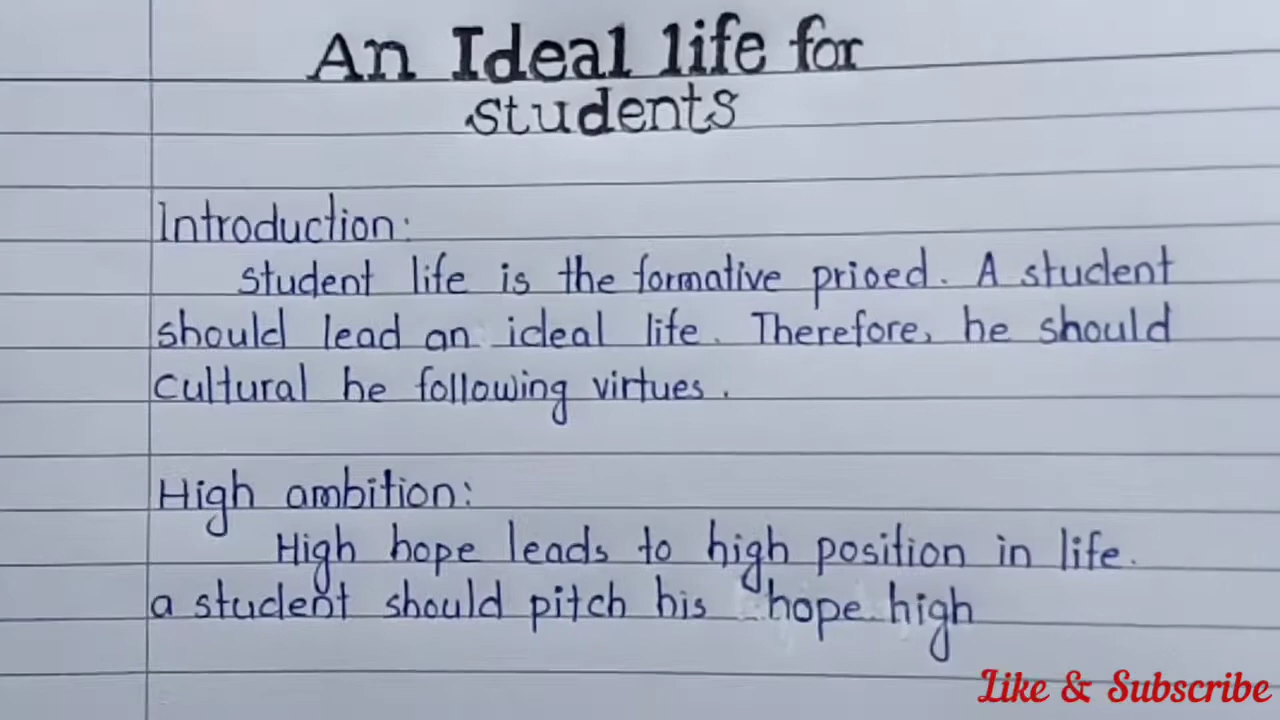 An Ideal life for
students
Introduction:
student life is the formative prioed. A student
should lead an ideal life. Therefore, he should
cultural he following virtues.
High ambition:
High hope leads to high position in life.
a student should pitch his hope high
Like & Subscribe